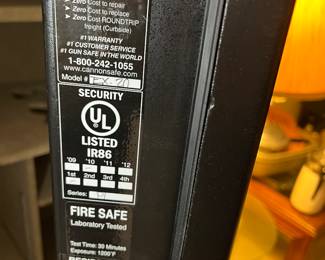 Zero Cost to repair
Zero Cost to replace
Zero Cost ROUNDTRIP
freight (Curbside)
#1 WARRANTY
#1 CUSTOMER SERVICE
#1 GUN SAFE IN THE WORLD
1-800-242-1055
www.cannonsafe.com
Model #
SECURITY
UL
LISTED
IR86
'09 '10 '11 '12
1st 2nd 3rd 4th
Series:
FIRE SAFE
Laboratory Tested
Test Time: 30 Minutes
Exposure: 1200°F